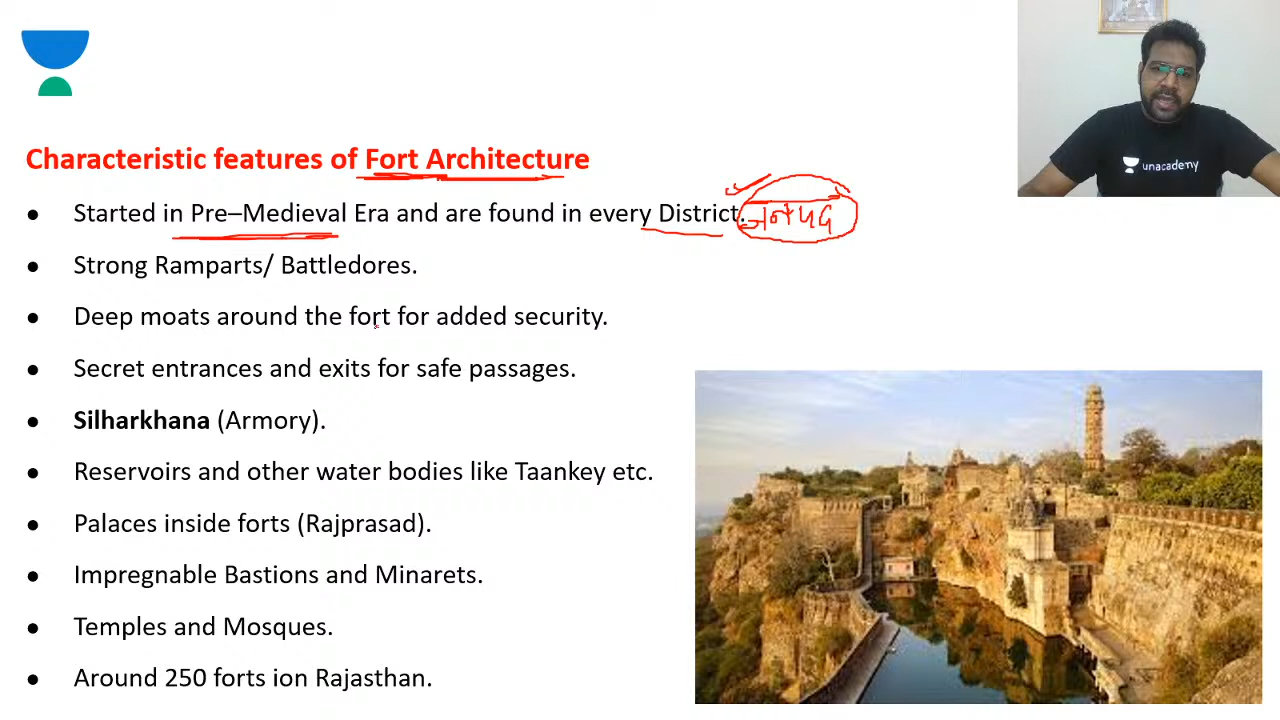 unacademy
Characteristic features of Fort Architecture
● Started in Pre–Medieval Era and are found in every District.
● Strong Ramparts/ Battledores.
● Deep moats around the fort for added security.
● Secret entrances and exits for safe passages.
● Silharkhana (Armory).
● Reservoirs and other water bodies like Taankey etc.
● Palaces inside forts (Rajprasad).
● Impregnable Bastions and Minarets.
● Temples and Mosques.
● Around 250 forts ion Rajasthan.